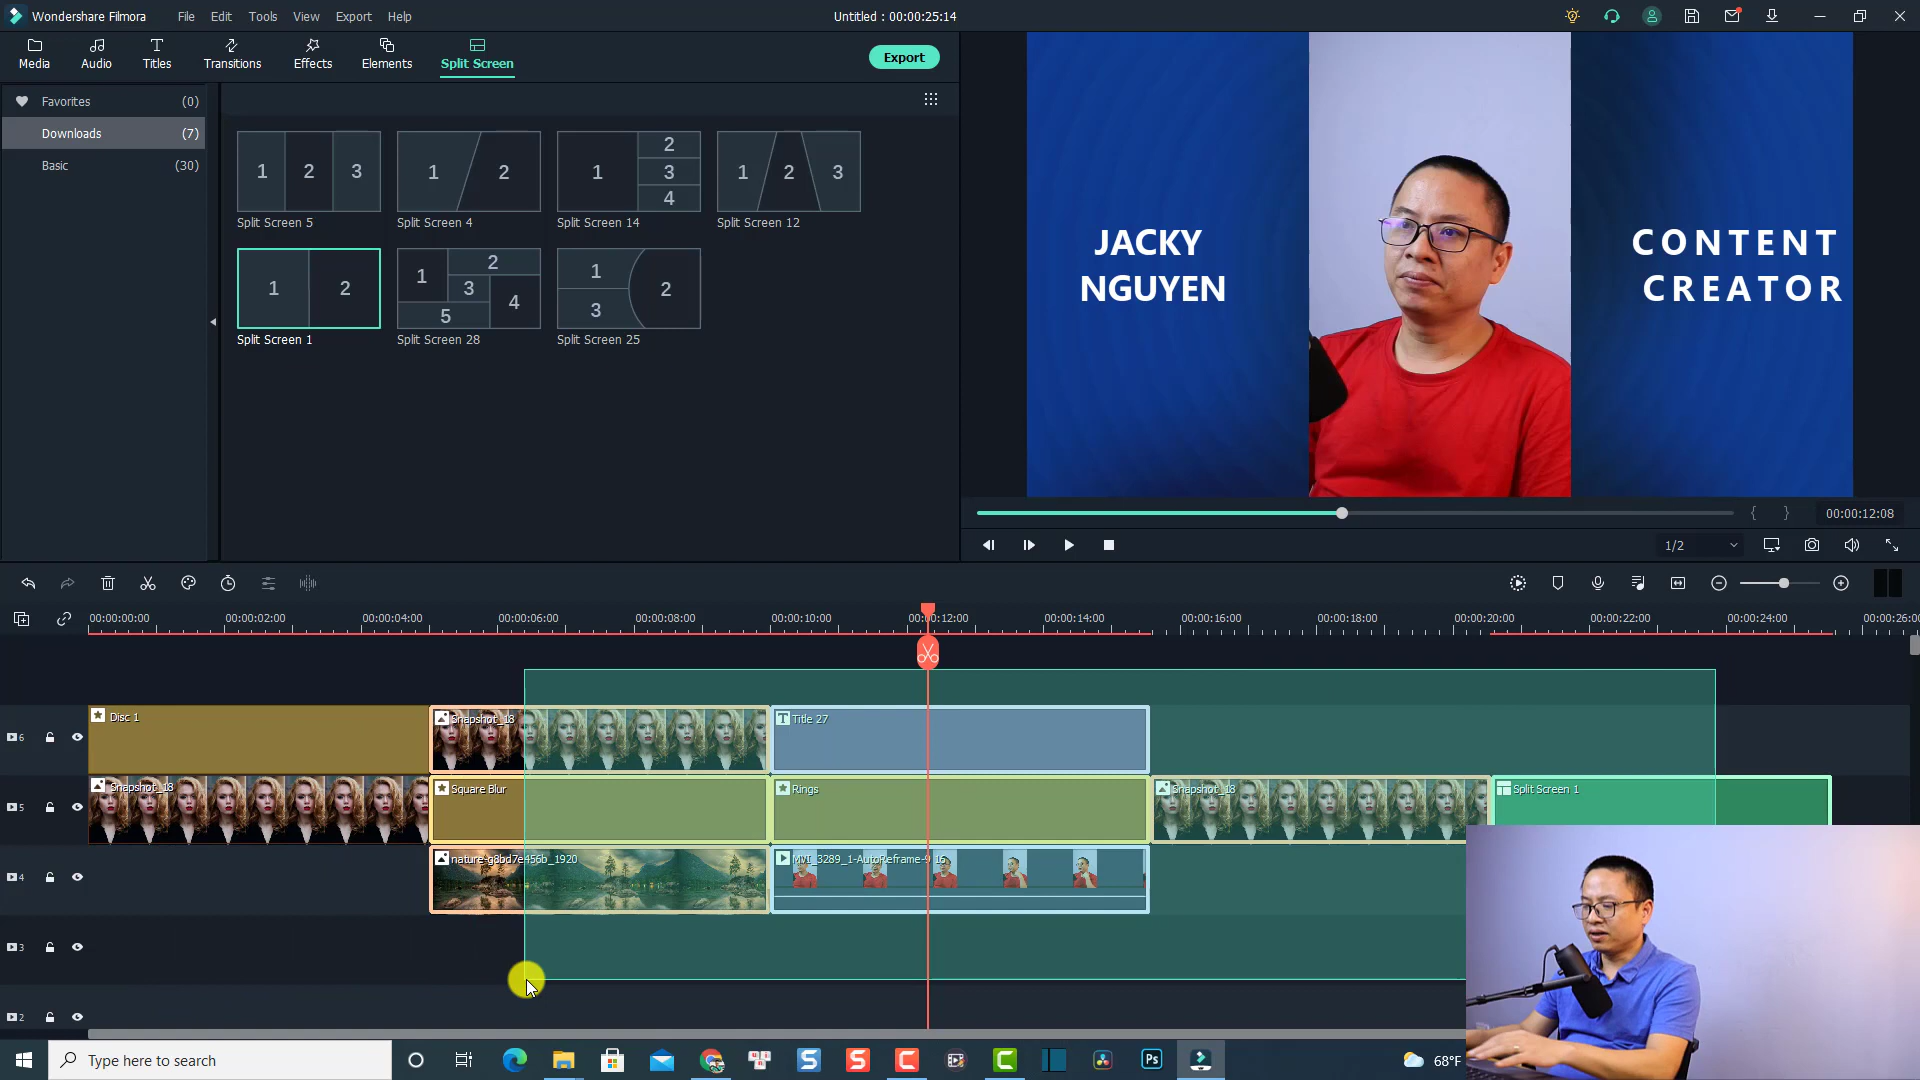 Wondershare Filmora
File
Edit
Tools
View
Export
Help
Untitled : 00:00:25:14
Media
Audio
Titles
Transitions
Effects
Elements
Split Screen
Export
Favorites (0)
Downloads (7)
Basic (30)
1 2 3
Split Screen 5
1 2
Split Screen 4
1 2 3 4
Split Screen 14
1 2 3
Split Screen 12
1 2
Split Screen 1
1 2 3 4 5
Split Screen 28
1 2 3
Split Screen 25
JACKY
NGUYEN
CONTENT
CREATOR
{ }
00:00:12:08
1/2
00:00:00:00
00:00:02:00
00:00:04:00
00:00:06:00
00:00:08:00
00:00:10:00
00:00:12:00
00:00:14:00
00:00:16:00
00:00:18:00
00:00:20:00
00:00:22:00
00:00:24:00
00:00:26:00
6
Disc 1
Snapshot_18
Title 27
5
Snapshot_18
Square Blur
Rings
Snapshot_18
Split Screen 1
4
nature-g8bd7e456b_1920
MVI_3289_1-AutoReframe-9_16
3
2
Type here to search
S
S
C
C
Ps
68°F